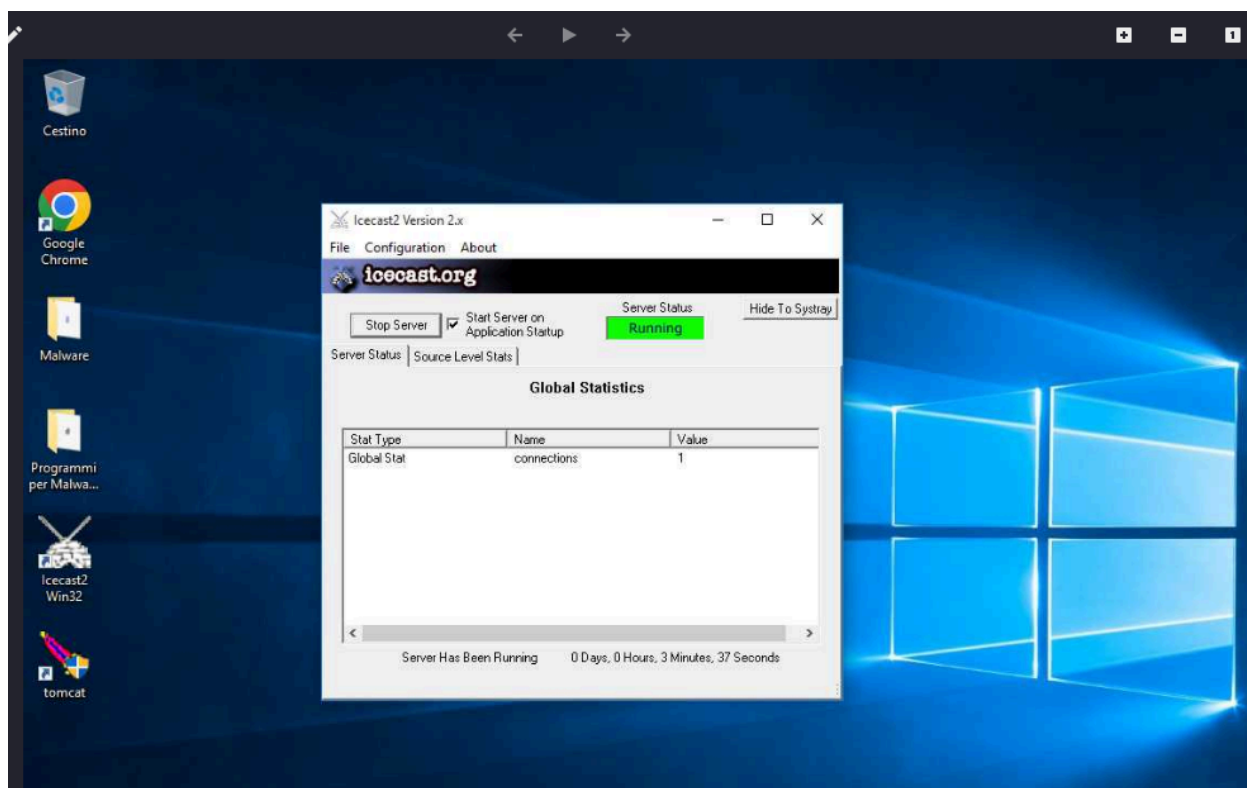 1
Cestino
Google
Chrome
Malware
Programmi
per Malwa...
Icecast2
Win32
tomcat
Icecast2 Version 2.x
File Configuration About
icecast.org
Stop Server
Start Server on
Application Startup
Server Status
Running
Hide To Systray
Server Status Source Level Stats
Global Statistics
Stat Type Name Value
Global Stat connections 1
Server Has Been Running 0 Days, 0 Hours, 3 Minutes, 37 Seconds